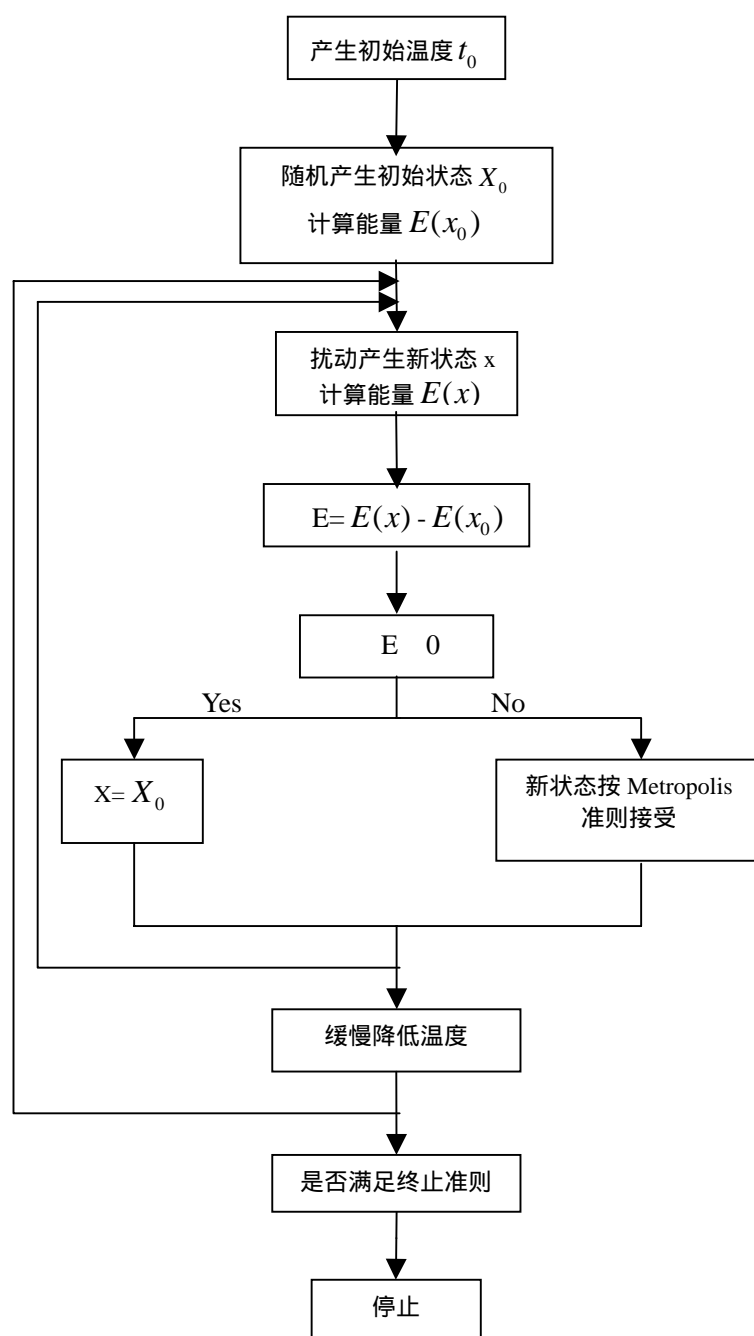 产生初始温度 t₀
随机产生初始状态 X₀
计算能量 E(x₀)
扰动产生新状态 x
计算能量 E(x)
E= E(x) - E(x₀)
E 0
Yes
No
X= X₀
新状态按 Metropolis
准则接受
缓慢降低温度
是否满足终止准则
停止